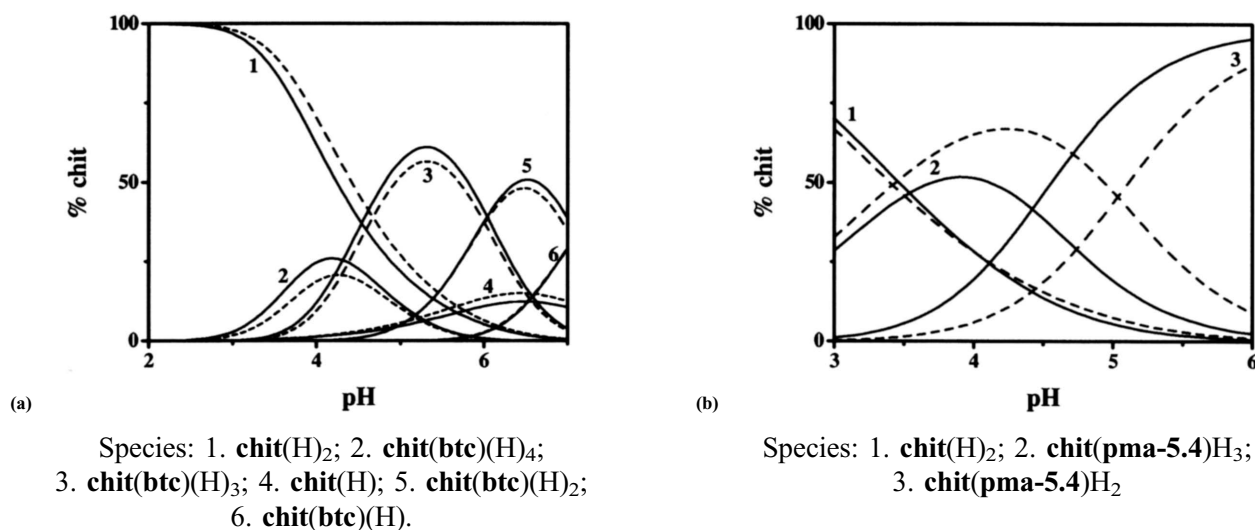 100
50
0
% chit
1
2
3
4
5
6
2
4
6
pH
(a)
Species: 1. chit(H)2; 2. chit(btc)(H)4;
3. chit(btc)(H)3; 4. chit(H); 5. chit(btc)(H)2;
6. chit(btc)(H).
100
50
0
% chit
1
2
3
3
4
5
6
pH
(b)
Species: 1. chit(H)2; 2. chit(pma-5.4)H3;
3. chit(pma-5.4)H2